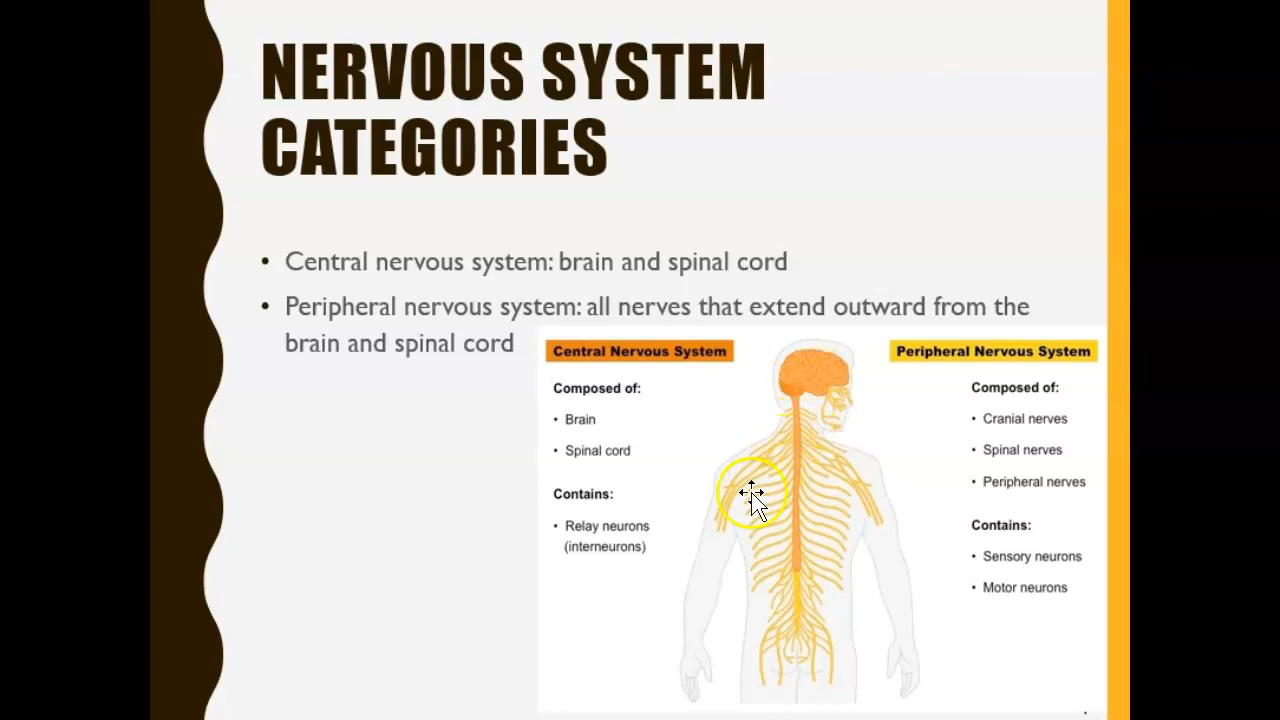 NERVOUS SYSTEM
CATEGORIES
• Central nervous system: brain and spinal cord
• Peripheral nervous system: all nerves that extend outward from the
brain and spinal cord
Central Nervous System
Composed of:
• Brain
• Spinal cord
Contains:
• Relay neurons
(interneurons)
Peripheral Nervous System
Composed of:
• Cranial nerves
• Spinal nerves
• Peripheral nerves
Contains:
• Sensory neurons
• Motor neurons